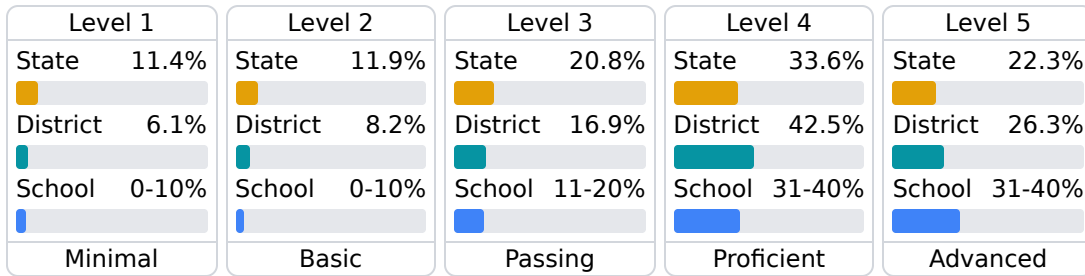 Level 1
State 11.4%
District 6.1%
School 0-10%
Minimal
Level 2
State 11.9%
District 8.2%
School 0-10%
Basic
Level 3
State 20.8%
District 16.9%
School 11-20%
Passing
Level 4
State 33.6%
District 42.5%
School 31-40%
Proficient
Level 5
State 22.3%
District 26.3%
School 31-40%
Advanced